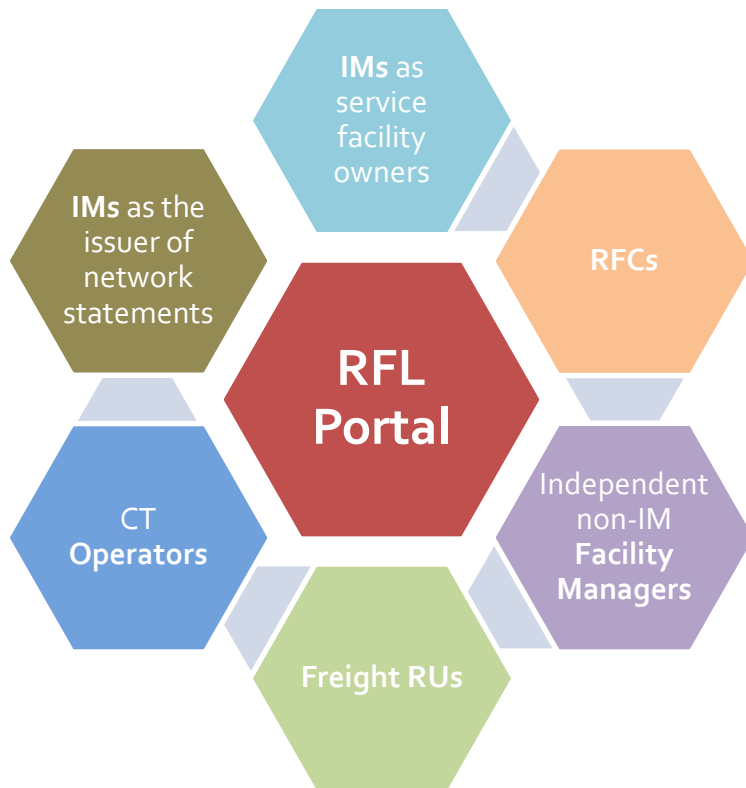 IMs as
service
facility
owners
IMs as the
issuer of
network
statements
RFCs
RFL
Portal
CT
Operators
Independent
non-IM
Facility
Managers
Freight RUs